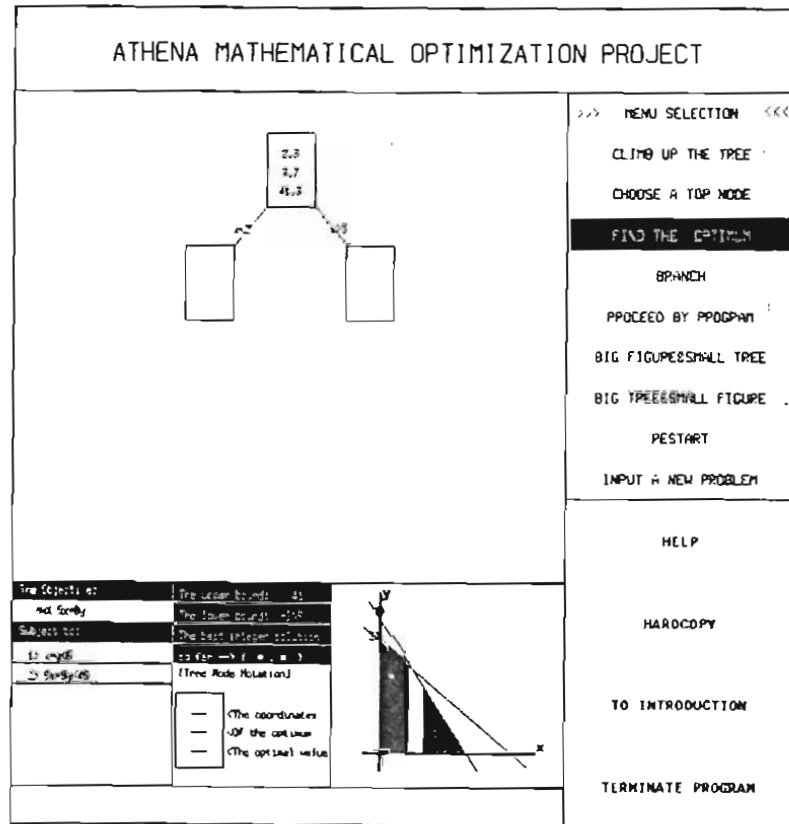 ATHENA MATHEMATICAL OPTIMIZATION PROJECT
>>> MENU SELECTION <<<
CLIMB UP THE TREE
CHOOSE A TOP NODE
FIND THE OPTIMUM
BRANCH
PROCEED BY PROGRAM
BIG FIGURE&SMALL TREE
BIG TREE&SMALL FIGURE
RESTART
INPUT A NEW PROBLEM
HELP
HARDCOPY
TO INTRODUCTION
TERMINATE PROGRAM
2.3
3.7
41.3
The Objective:
Subject to:
The upper bound: 41
The lower bound:
The best integer solution
so far --> ( * , * )
[Tree Node Notation]
<The coordinates
<Of the optimum
<The optimal value
y
x